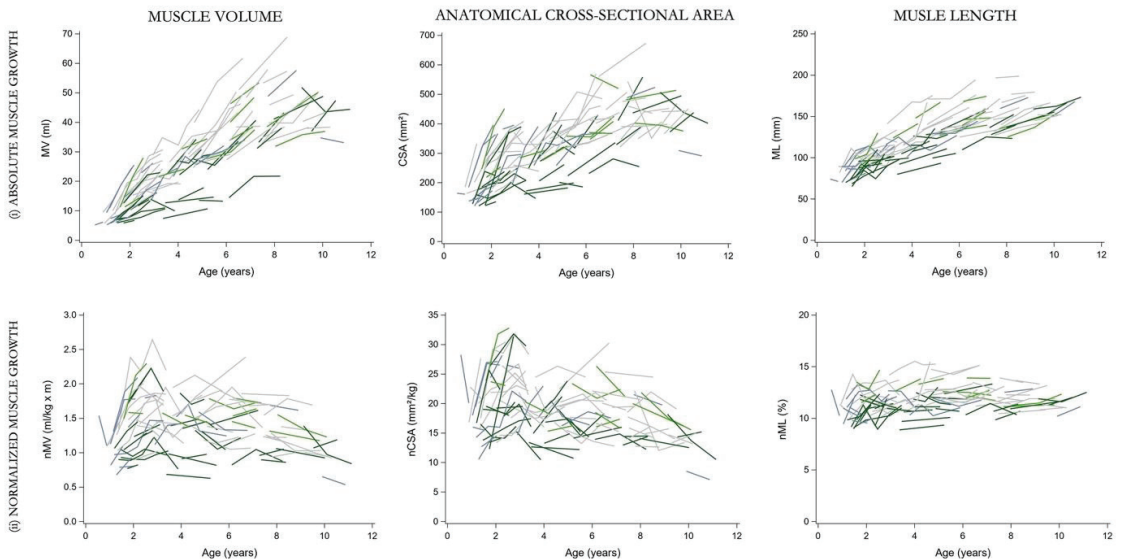 MUSCLE VOLUME
ANATOMICAL CROSS-SECTIONAL AREA
MUSLE LENGTH
(i) ABSOLUTE MUSCLE GROWTH
MV (ml)
70
60
50
40
30
20
10
0
0 2 4 6 8 10 12
Age (years)
CSA (mm²)
700
600
500
400
300
200
100
0
0 2 4 6 8 10 12
Age (years)
ML (mm)
250
200
150
100
50
0
0 2 4 6 8 10 12
Age (years)
(ii) NORMALIZED MUSCLE GROWTH
nMV (ml/kg x m)
3.0
2.5
2.0
1.5
1.0
0.5
0.0
0 2 4 6 8 10 12
Age (years)
nCSA (mm²/kg)
35
30
25
20
15
10
5
0
0 2 4 6 8 10 12
Age (years)
nML (%)
20
15
10
5
0
0 2 4 6 8 10 12
Age (years)